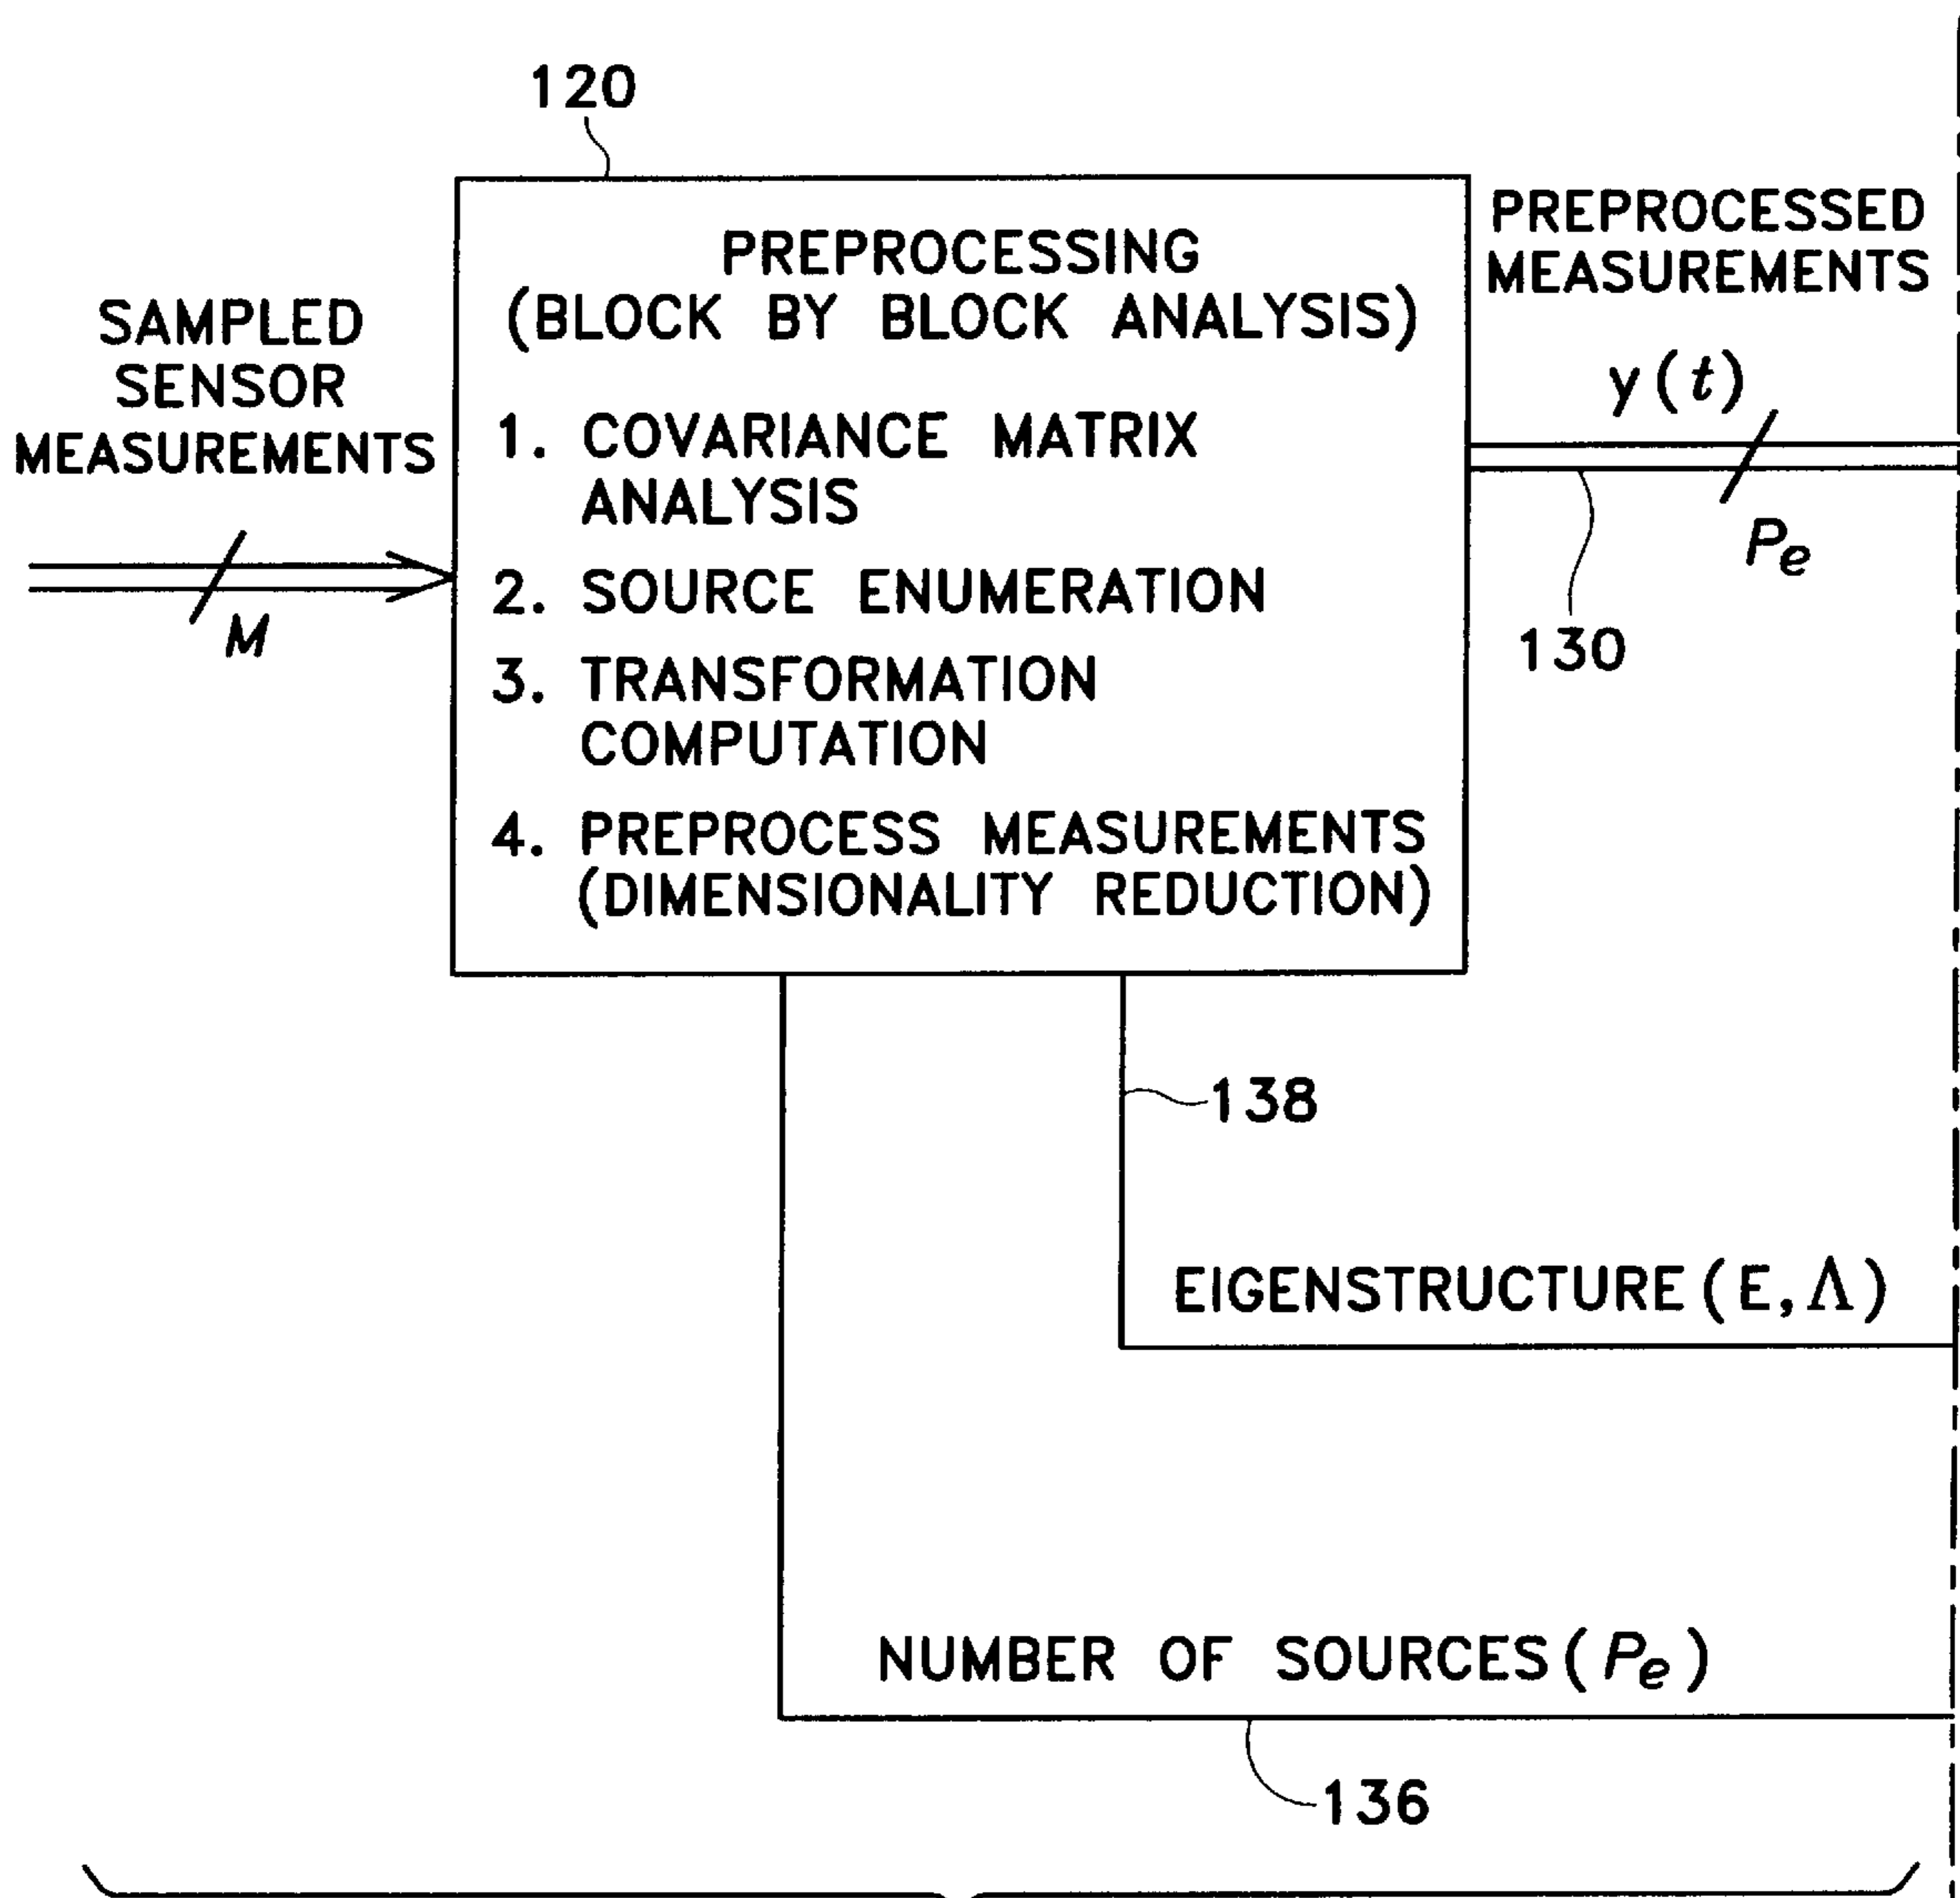 120
SAMPLED
SENSOR
MEASUREMENTS
M
PREPROCESSING
(BLOCK BY BLOCK ANALYSIS)
1. COVARIANCE MATRIX
ANALYSIS
2. SOURCE ENUMERATION
3. TRANSFORMATION
COMPUTATION
4. PREPROCESS MEASUREMENTS
(DIMENSIONALITY REDUCTION)
PREPROCESSED
MEASUREMENTS
y(t)
Pe
130
138
EIGENSTRUCTURE (E, Λ)
NUMBER OF SOURCES (Pe)
136